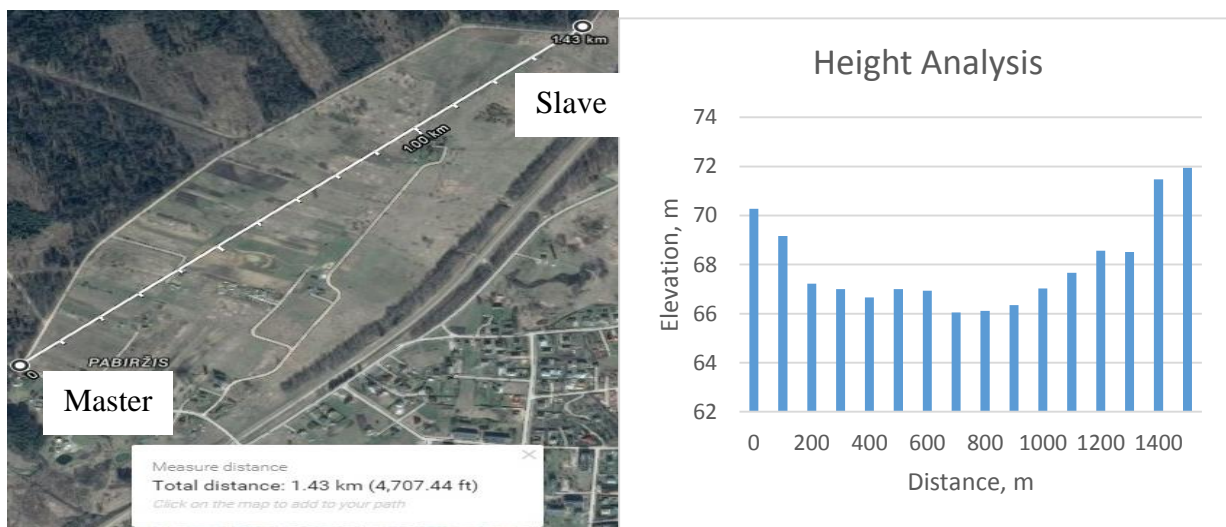 1.43 km
Slave
1.00 km
0
PABIRŽIS
Master
Measure distance
Total distance: 1.43 km (4,707.44 ft)
Click on the map to add to your path
Height Analysis
Elevation, m
74
72
70
68
66
64
62
0 200 400 600 800 1000 1200 1400
Distance, m